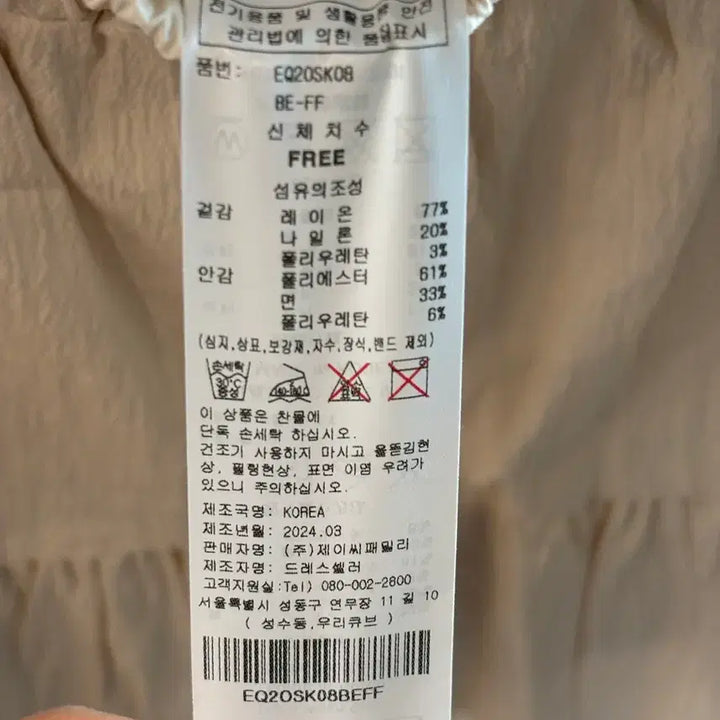 전기용품 및 생활용품 안전
관리법에 의한 품질표시
품번: EQ2OSK08
BE-FF
신체치수
FREE
섬유의조성
겉감 레이온 77%
나일론 20%
폴리우레탄 3%
안감 폴리에스터 61%
면 33%
폴리우레탄 6%
(심지,상표,보강재,자수,장식,밴드 제외)
손세탁
30°C
중성
이 상품은 찬물에
단독 손세탁 하십시오.
건조기 사용하지 마시고 올뜯김현
상, 필링현상, 표면 이염 우려가
있으니 주의하십시오.
제조국명: KOREA
제조년월: 2024.03
판매자명: (주)제이씨패밀리
제조자명: 드레스셀러
고객지원실:Tel) 080-002-2800
서울특별시 성동구 연무장 11 길 10
( 성수동,우리큐브 )
EQ2OSK08BEFF